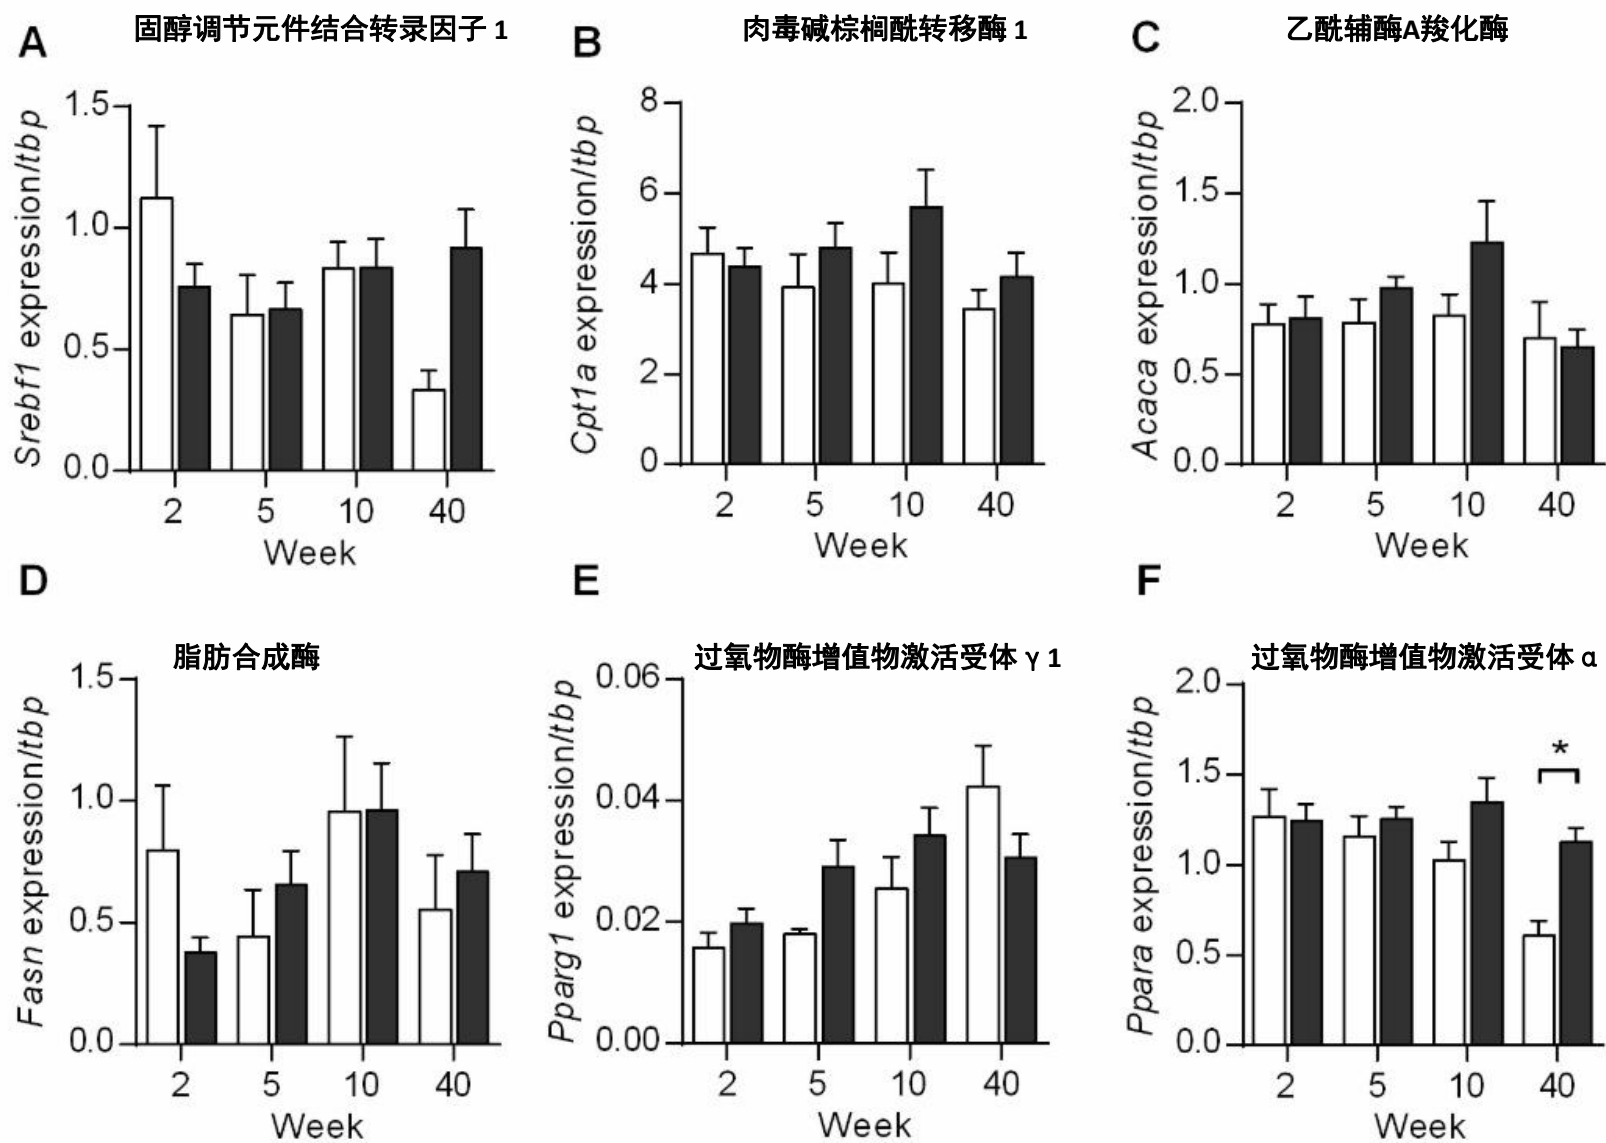 A
固醇调节元件结合转录因子 1
Srebf1 expression/tbp
1.5
1.0
0.5
0.0
2 5 10 40
Week
B
肉毒碱棕榈酰转移酶 1
Cpt1a expression/tbp
8
6
4
2
0
2 5 10 40
Week
C
乙酰辅酶A羧化酶
Acaca expression/tbp
2.0
1.5
1.0
0.5
0.0
2 5 10 40
Week
D
脂肪合成酶
Fasn expression/tbp
1.5
1.0
0.5
0.0
2 5 10 40
Week
E
过氧物酶增值物激活受体 γ 1
Pparg1 expression/tbp
0.06
0.04
0.02
0.00
2 5 10 40
Week
F
过氧物酶增值物激活受体 α
Ppara expression/tbp
2.0
1.5
1.0
0.5
0.0
*
2 5 10 40
Week